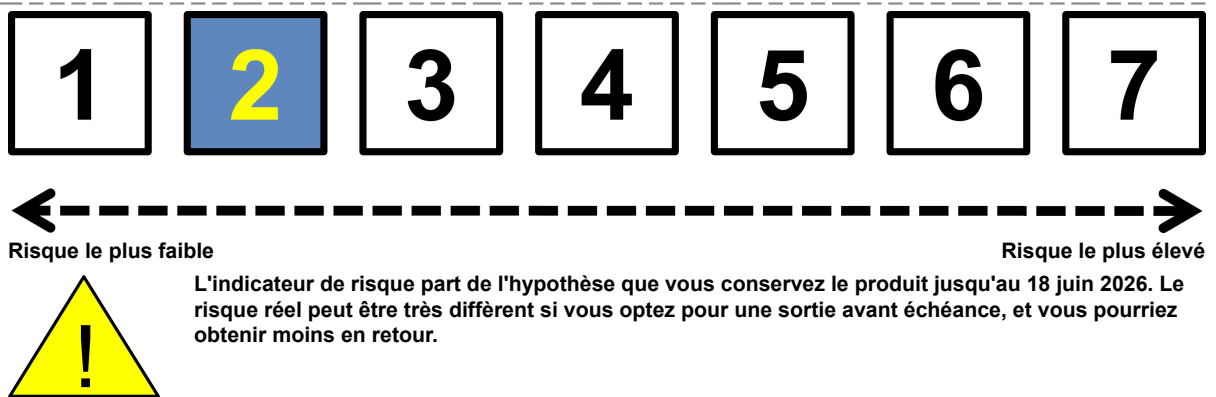 1 2 3 4 5 6 7
Risque le plus faible Risque le plus élevé
L'indicateur de risque part de l'hypothèse que vous conservez le produit jusqu'au 18 juin 2026. Le
risque réel peut être très diffèrent si vous optez pour une sortie avant échéance, et vous pourriez
obtenir moins en retour.
!